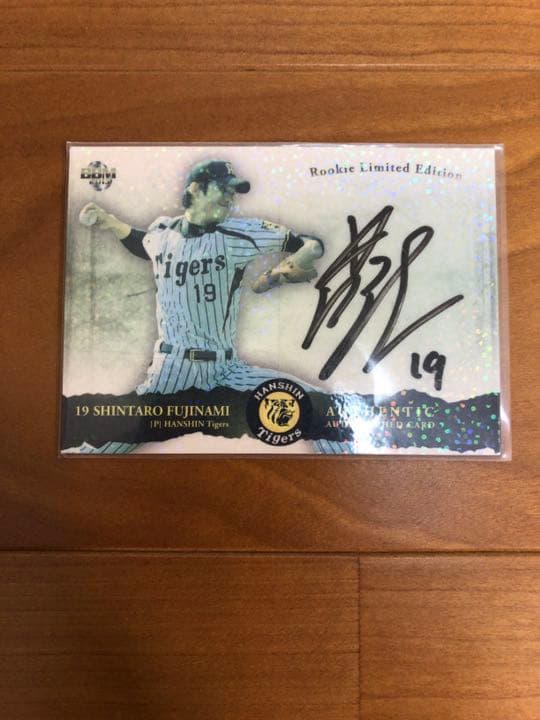 BBM
Rookie Limited Edition
Tigers
19
19
19 SHINTARO FUJINAMI
[P] HANSHIN Tigers
HANSHIN
Tigers
AUTHENTIC
AUTOGRAPHED CARD